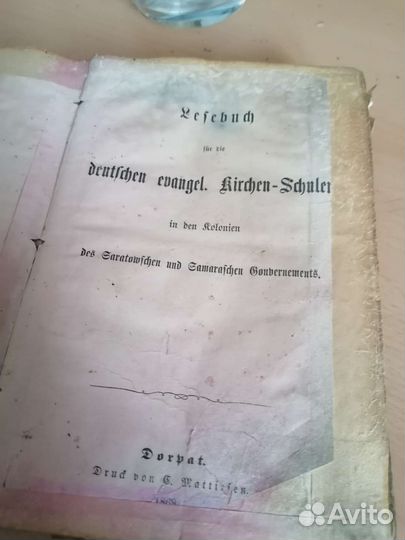 Lesebuch
für die
deutschen evangel. Kirchen-Schulen
in den Kolonien
des Saratowschen und Samaraschen Gouvernements.
Dorpat.
Druck von C. Mattiesen.
Avito